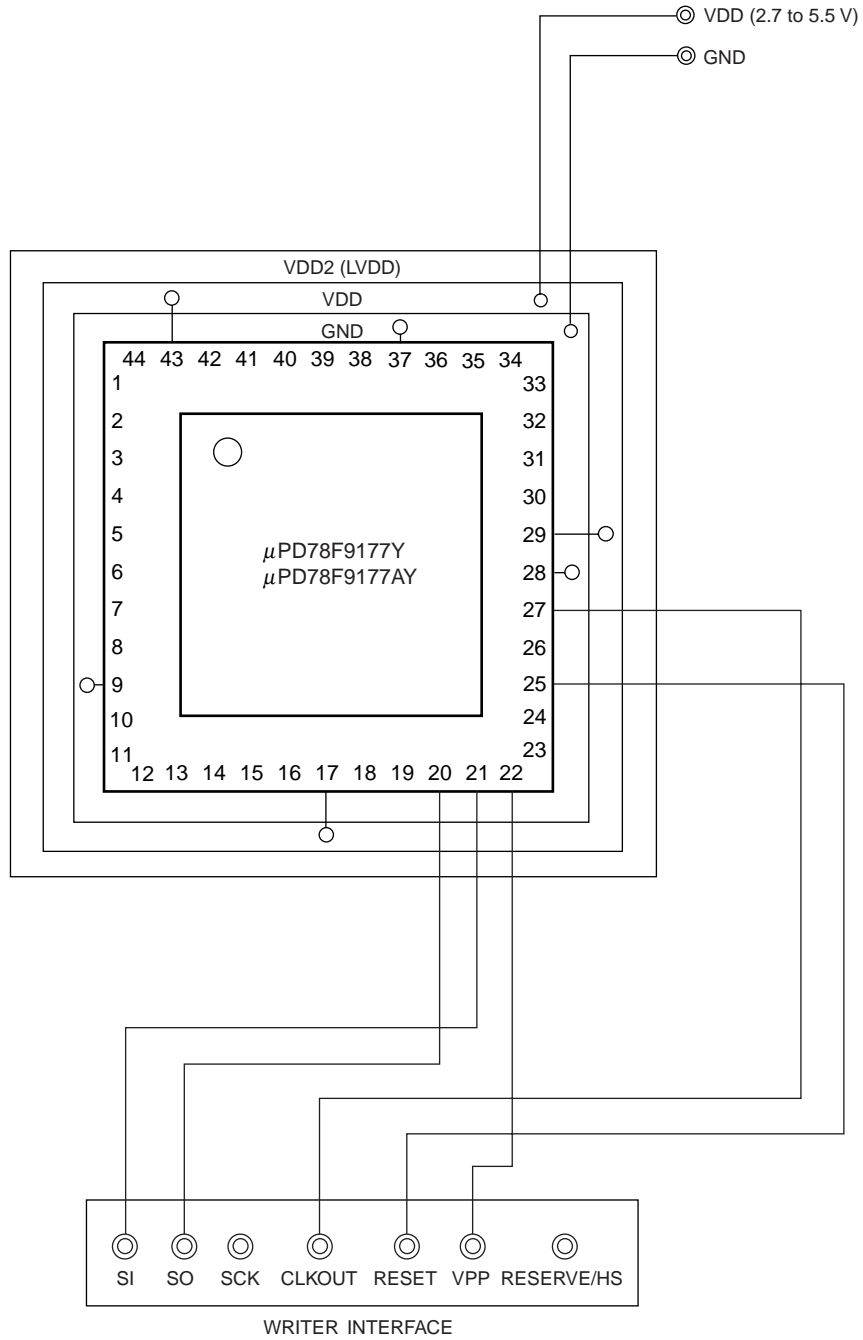 VDD (2.7 to 5.5 V)
GND
VDD2 (LVDD)
VDD
GND
44 43 42 41 40 39 38 37 36 35 34
1
2
3
4
5
6
7
8
9
10
11
33
32
31
30
29
28
27
26
25
24
23
μPD78F9177Y
μPD78F9177AY
12 13 14 15 16 17 18 19 20 21 22
SI SO SCK CLKOUT RESET VPP RESERVE/HS
WRITER INTERFACE